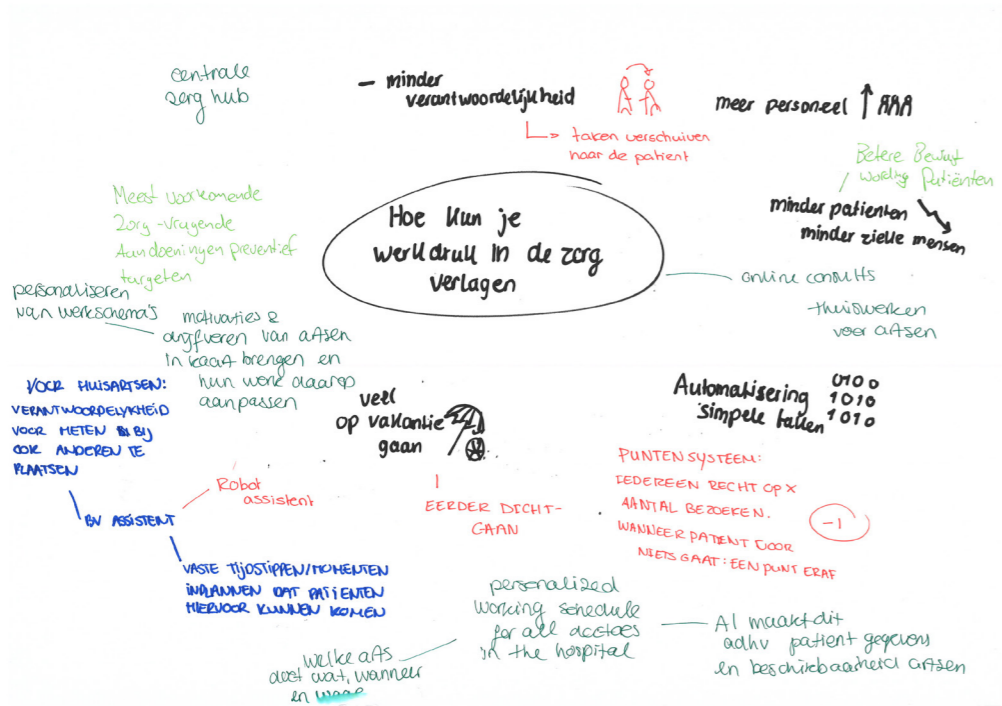 centrale
zorg hub
– minder
verantwoordelijkheid
↳ taken verschuiven
naar de patient
meer personeel ↑
Betere Bewust
wording Patiënten
minder patienten
minder zieke mensen
Meest voorkomende
Zorg-vragende
Aandoeningen preventief
targeten
Hoe kun je
werkdruk in de zorg
verlagen
online consults
thuiswerken
voor artsen
personaliseren
van werkschema's
motivaties &
drijfveren van artsen
in kaart brengen en
hun werk daarop
aanpassen
VOOR HUISARTSEN:
VERANTWOORDELIJKHEID
VOOR METEN BIJ
OOK ANDEREN TE
PLAATSEN
BV ASSISTENT
Robot
assistent
VASTE TIJDSTIPPEN/MOMENTEN
INPLANNEN DAT PATIENTEN
HIERVOOR KUNNEN KOMEN
veel
op vakantie
gaan
EERDER DICHT-
GAAN
Automatisering
simpele taken
0100
1010
1010
PUNTENSYSTEEM:
IEDEREEN RECHT OP X
AANTAL BEZOEKEN.
WANNEER PATIENT VOOR
NIETS GAAT: EEN PUNT ERAF
-1
personalized
working schedule
for all doctors
in the hospital
welke arts
doet wat, wanneer
en waar
AI maakt dit
adhv patient gegevens
en beschikbaarheid artsen